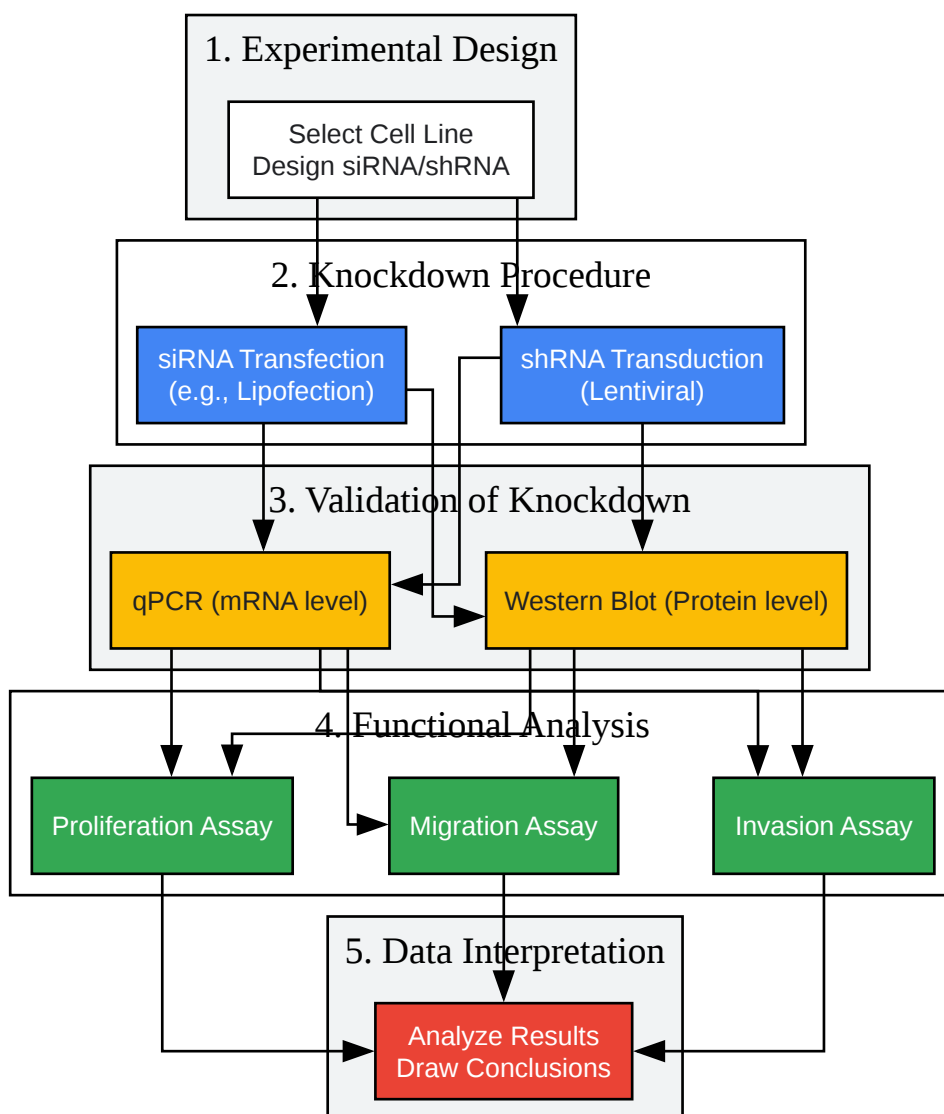 1. Experimental Design
Select Cell Line
Design siRNA/shRNA
2. Knockdown Procedure
siRNA Transfection
(e.g., Lipofection)
shRNA Transduction
(Lentiviral)
3. Validation of Knockdown
qPCR (mRNA level)
Western Blot (Protein level)
4. Functional Analysis
Proliferation Assay
Migration Assay
Invasion Assay
5. Data Interpretation
Analyze Results
Draw Conclusions